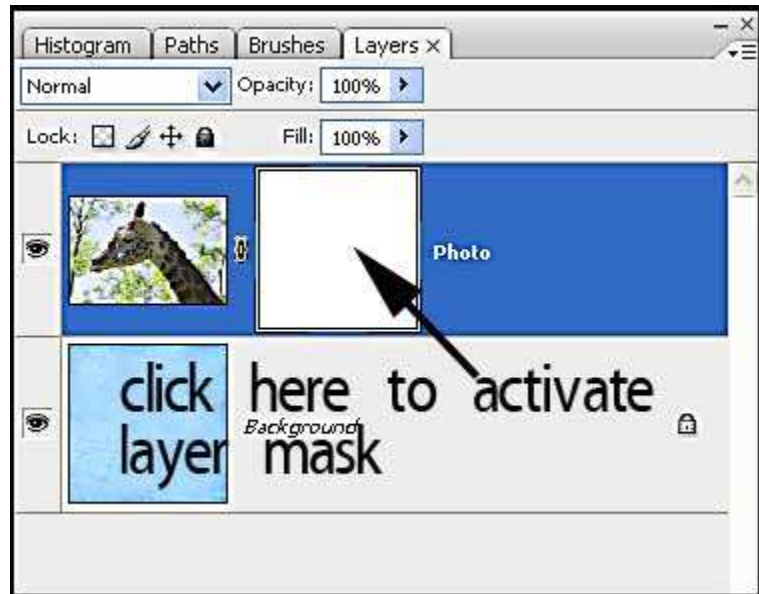 Histogram Paths Brushes Layers ×
Normal Opacity: 100%
Lock: Fill: 100%
Photo
click here to activate
Background
layer mask